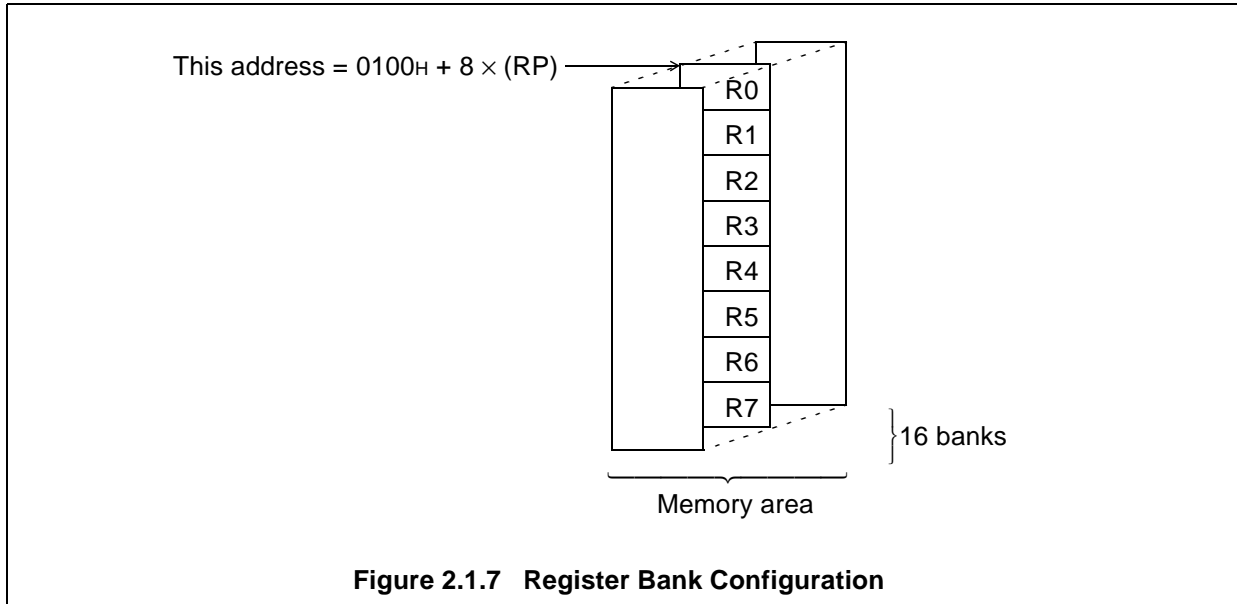 This address = 0100H + 8 × (RP)
R0
R1
R2
R3
R4
R5
R6
R7
16 banks
Memory area
Figure 2.1.7 Register Bank Configuration